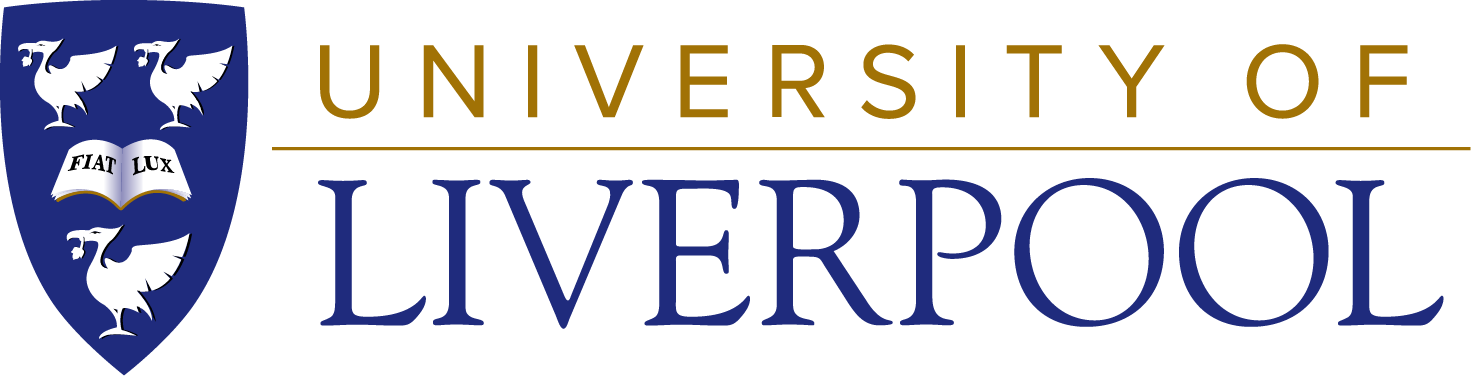 FIAT LUX
UNIVERSITY OF
LIVERPOOL